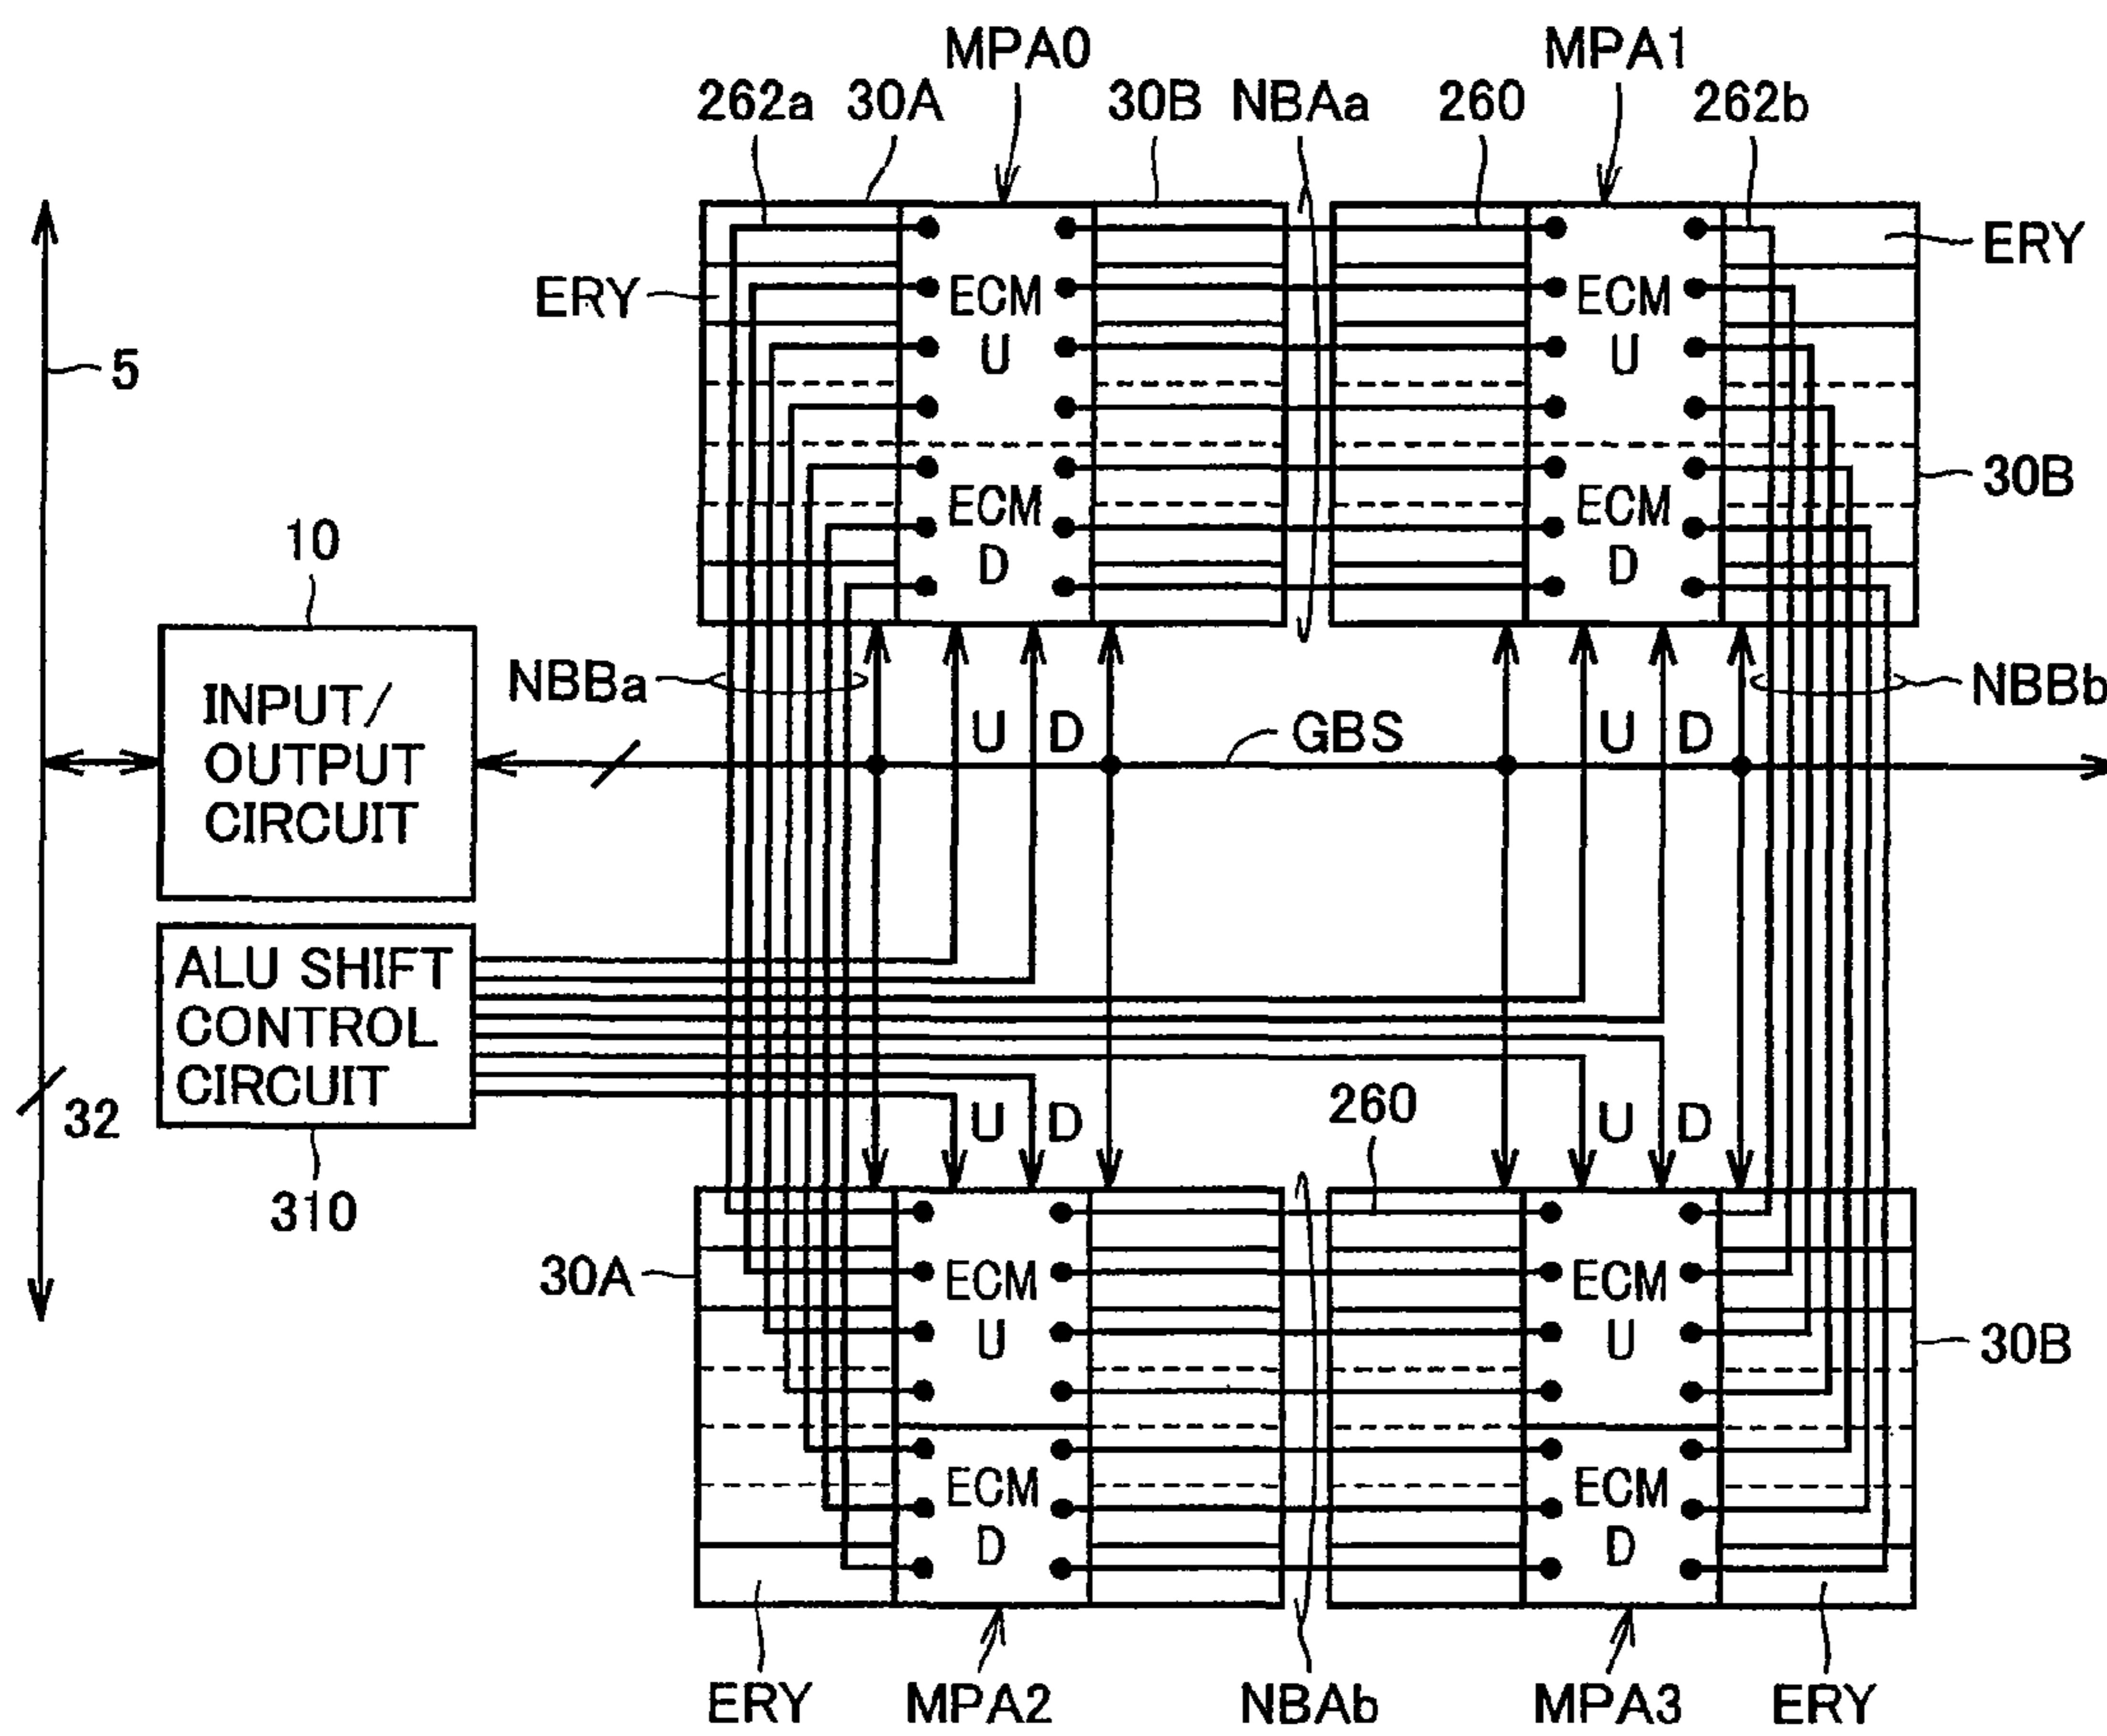 MPA0
MPA1
262a
30A
30B
NBAa
260
262b
ERY
ERY
ECM
U
ECM
U
5
30B
ECM
D
ECM
D
10
INPUT/
OUTPUT
CIRCUIT
NBBa
NBBb
U
D
GBS
U
D
ALU SHIFT
CONTROL
CIRCUIT
32
310
U
D
260
U
D
30A
ECM
U
ECM
U
30B
ECM
D
ECM
D
ERY
MPA2
NBAb
MPA3
ERY